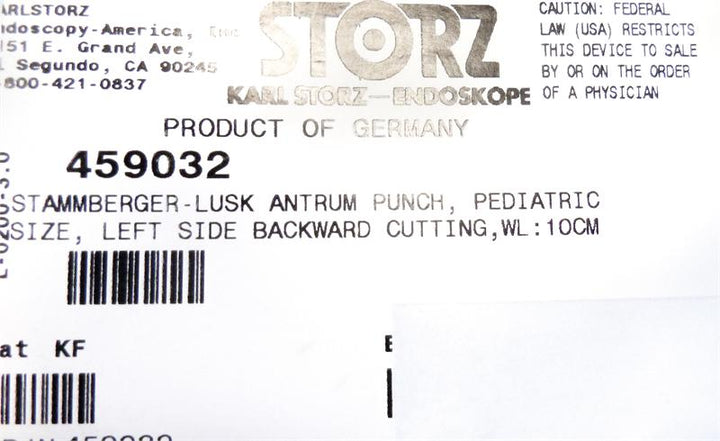 ARLSTORZ
doscopy-America, Inc
151 E. Grand Ave,
l Segundo, CA 90245
-800-421-0837
STORZ
KARL STORZ—ENDOSKOPE
CAUTION: FEDERAL
LAW (USA) RESTRICTS
THIS DEVICE TO SALE
BY OR ON THE ORDER
OF A PHYSICIAN
PRODUCT OF GERMANY
459032
STAMMBERGER-LUSK ANTRUM PUNCH, PEDIATRIC
SIZE, LEFT SIDE BACKWARD CUTTING,WL:10CM
at KF